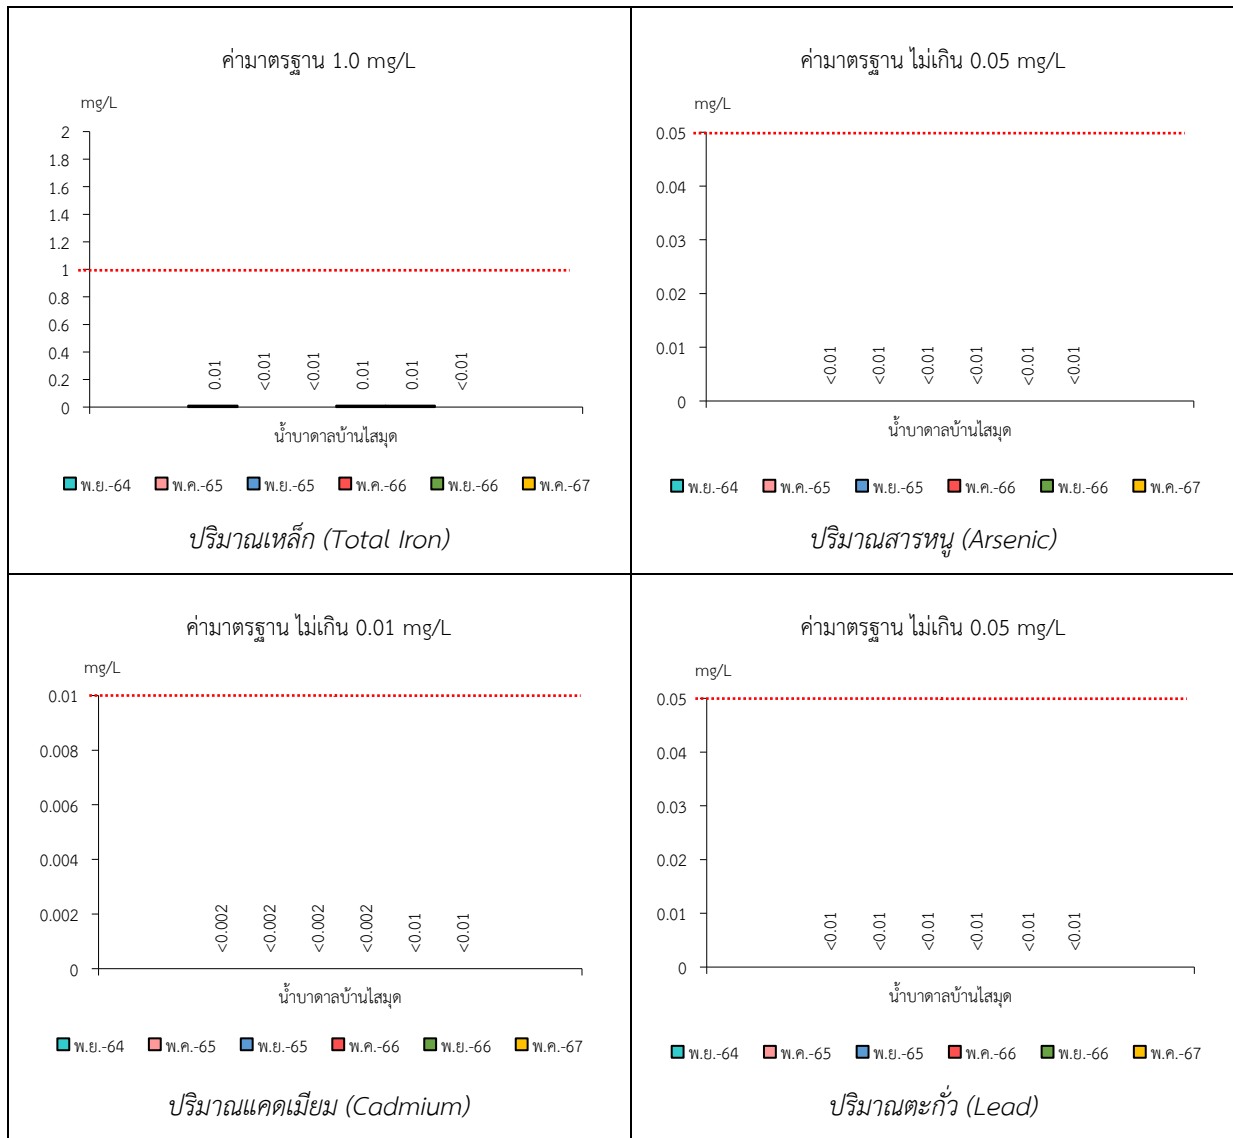 ค่ามาตรฐาน 1.0 mg/L
mg/L
2
1.8
1.6
1.4
1.2
1
0.8
0.6
0.4
0.2
0
0.01 <0.01 <0.01 0.01 0.01 <0.01
น้ำบาดาลบ้านไสมุด
พ.ย.-64 พ.ค.-65 พ.ย.-65 พ.ค.-66 พ.ย.-66 พ.ค.-67
ปริมาณเหล็ก (Total Iron)
ค่ามาตรฐาน ไม่เกิน 0.05 mg/L
mg/L
0.05
0.04
0.03
0.02
0.01
0
<0.01 <0.01 <0.01 <0.01 <0.01 <0.01
น้ำบาดาลบ้านไสมุด
พ.ย.-64 พ.ค.-65 พ.ย.-65 พ.ค.-66 พ.ย.-66 พ.ค.-67
ปริมาณสารหนู (Arsenic)
ค่ามาตรฐาน ไม่เกิน 0.01 mg/L
mg/L
0.01
0.008
0.006
0.004
0.002
0
<0.002 <0.002 <0.002 <0.002 <0.01 <0.01
น้ำบาดาลบ้านไสมุด
พ.ย.-64 พ.ค.-65 พ.ย.-65 พ.ค.-66 พ.ย.-66 พ.ค.-67
ปริมาณแคดเมียม (Cadmium)
ค่ามาตรฐาน ไม่เกิน 0.05 mg/L
mg/L
0.05
0.04
0.03
0.02
0.01
0
<0.01 <0.01 <0.01 <0.01 <0.01 <0.01
น้ำบาดาลบ้านไสมุด
พ.ย.-64 พ.ค.-65 พ.ย.-65 พ.ค.-66 พ.ย.-66 พ.ค.-67
ปริมาณตะกั่ว (Lead)